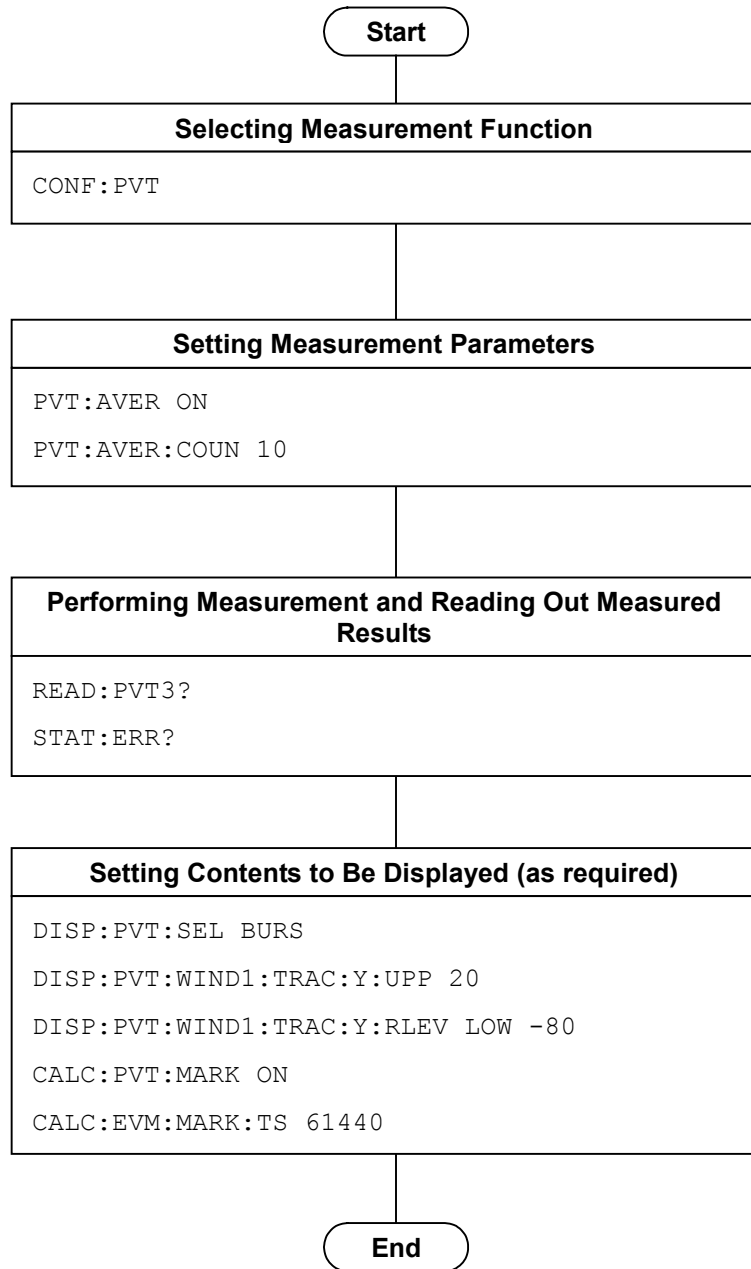 Start
Selecting Measurement Function
CONF:PVT
Setting Measurement Parameters
PVT:AVER ON
PVT:AVER:COUN 10
Performing Measurement and Reading Out Measured
Results
READ:PVT3?
STAT:ERR?
Setting Contents to Be Displayed (as required)
DISP:PVT:SEL BURS
DISP:PVT:WIND1:TRAC:Y:UPP 20
DISP:PVT:WIND1:TRAC:Y:RLEV LOW -80
CALC:PVT:MARK ON
CALC:EVM:MARK:TS 61440
End